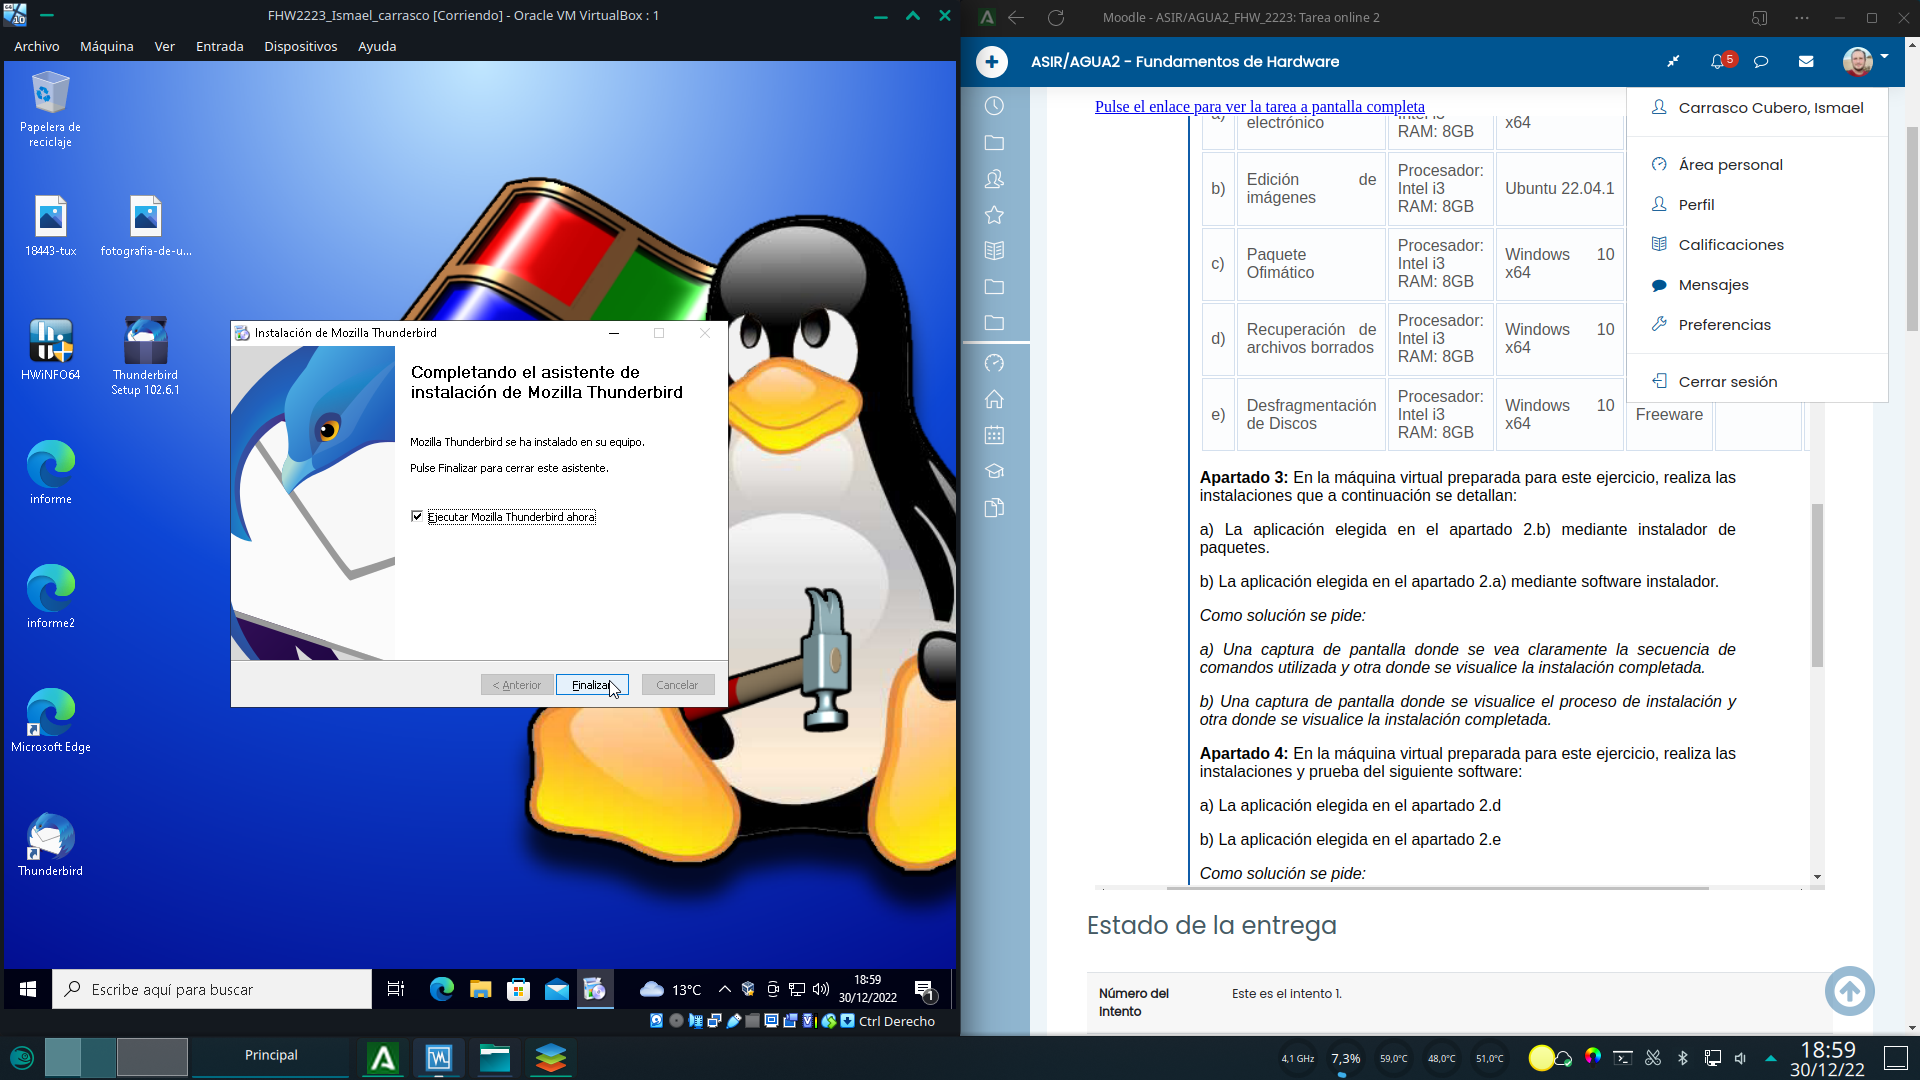 FHW2223_Ismael_carrasco [Corriendo] - Oracle VM VirtualBox : 1
Archivo Máquina Ver Entrada Dispositivos Ayuda
Papelera de
reciclaje
18443-tux
fotografia-de-u...
HWiNFO64
Thunderbird
Setup 102.6.1
informe
informe2
Microsoft Edge
Thunderbird
Instalación de Mozilla Thunderbird
Completando el asistente de
instalación de Mozilla Thunderbird
Mozilla Thunderbird se ha instalado en su equipo.
Pulse Finalizar para cerrar este asistente.
Ejecutar Mozilla Thunderbird ahora
< Anterior
Finalizar
Cancelar
Escribe aquí para buscar
13°C
18:59
30/12/2022
1
Ctrl Derecho
Moodle - ASIR/AGUA2_FHW_2223: Tarea online 2
ASIR/AGUA2 - Fundamentos de Hardware
5
Pulse el enlace para ver la tarea a pantalla completa
Carrasco Cubero, Ismael
Área personal
Perfil
Calificaciones
Mensajes
Preferencias
Cerrar sesión
a)
electrónico
Intel i3
RAM: 8GB
x64
b)
Edición de
imágenes
Procesador:
Intel i3
RAM: 8GB
Ubuntu 22.04.1
c)
Paquete
Ofimático
Procesador:
Intel i3
RAM: 8GB
Windows 10
x64
d)
Recuperación de
archivos borrados
Procesador:
Intel i3
RAM: 8GB
Windows 10
x64
e)
Desfragmentación
de Discos
Procesador:
Intel i3
RAM: 8GB
Windows 10
x64
Freeware
Apartado 3: En la máquina virtual preparada para este ejercicio, realiza las
instalaciones que a continuación se detallan:
a) La aplicación elegida en el apartado 2.b) mediante instalador de
paquetes.
b) La aplicación elegida en el apartado 2.a) mediante software instalador.
Como solución se pide:
a) Una captura de pantalla donde se vea claramente la secuencia de
comandos utilizada y otra donde se visualice la instalación completada.
b) Una captura de pantalla donde se visualice el proceso de instalación y
otra donde se visualice la instalación completada.
Apartado 4: En la máquina virtual preparada para este ejercicio, realiza las
instalaciones y prueba del siguiente software:
a) La aplicación elegida en el apartado 2.d
b) La aplicación elegida en el apartado 2.e
Como solución se pide:
Estado de la entrega
Número del
Intento
Este es el intento 1.
Principal
4,1 GHz
7,3%
59,0°C
48,0°C
51,0°C
18:59
30/12/22